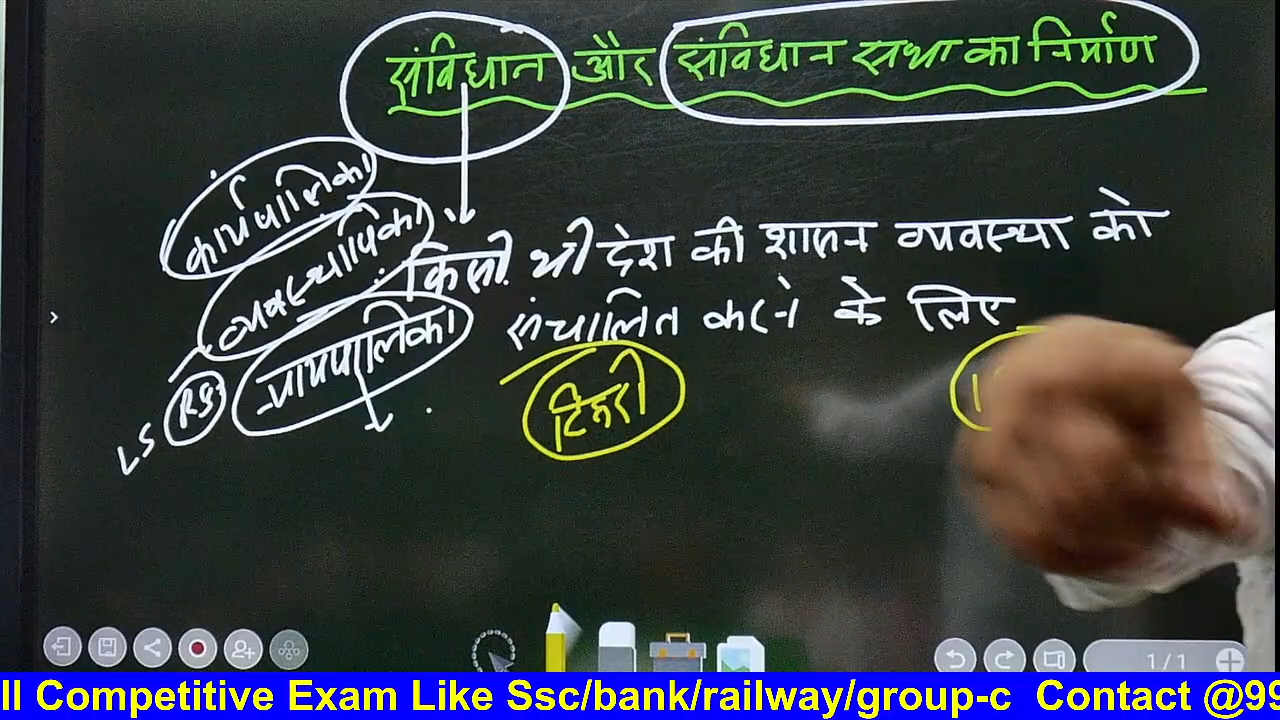 संविधान और संविधान सभा का निर्माण
कार्यपालिका
व्यवस्थापिका
न्यायपालिका
LS RS
किसी भी देश की शासन व्यवस्था को
संचालित करने के लिए
टिहरी
1/1
ll Competitive Exam Like Ssc/bank/railway/group-c Contact @99